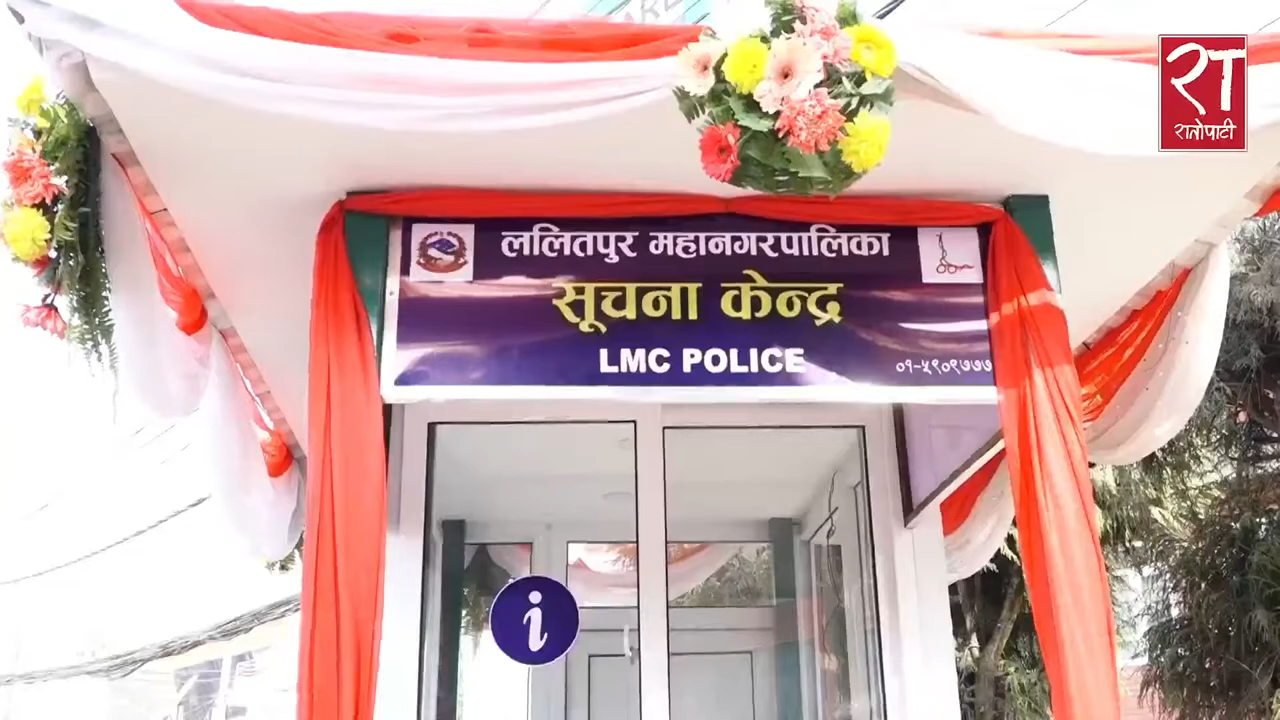 रा
रातोपाटी
ललितपुर महानगरपालिका
सूचना केन्द्र
LMC POLICE
०१-५९०९७७७
i